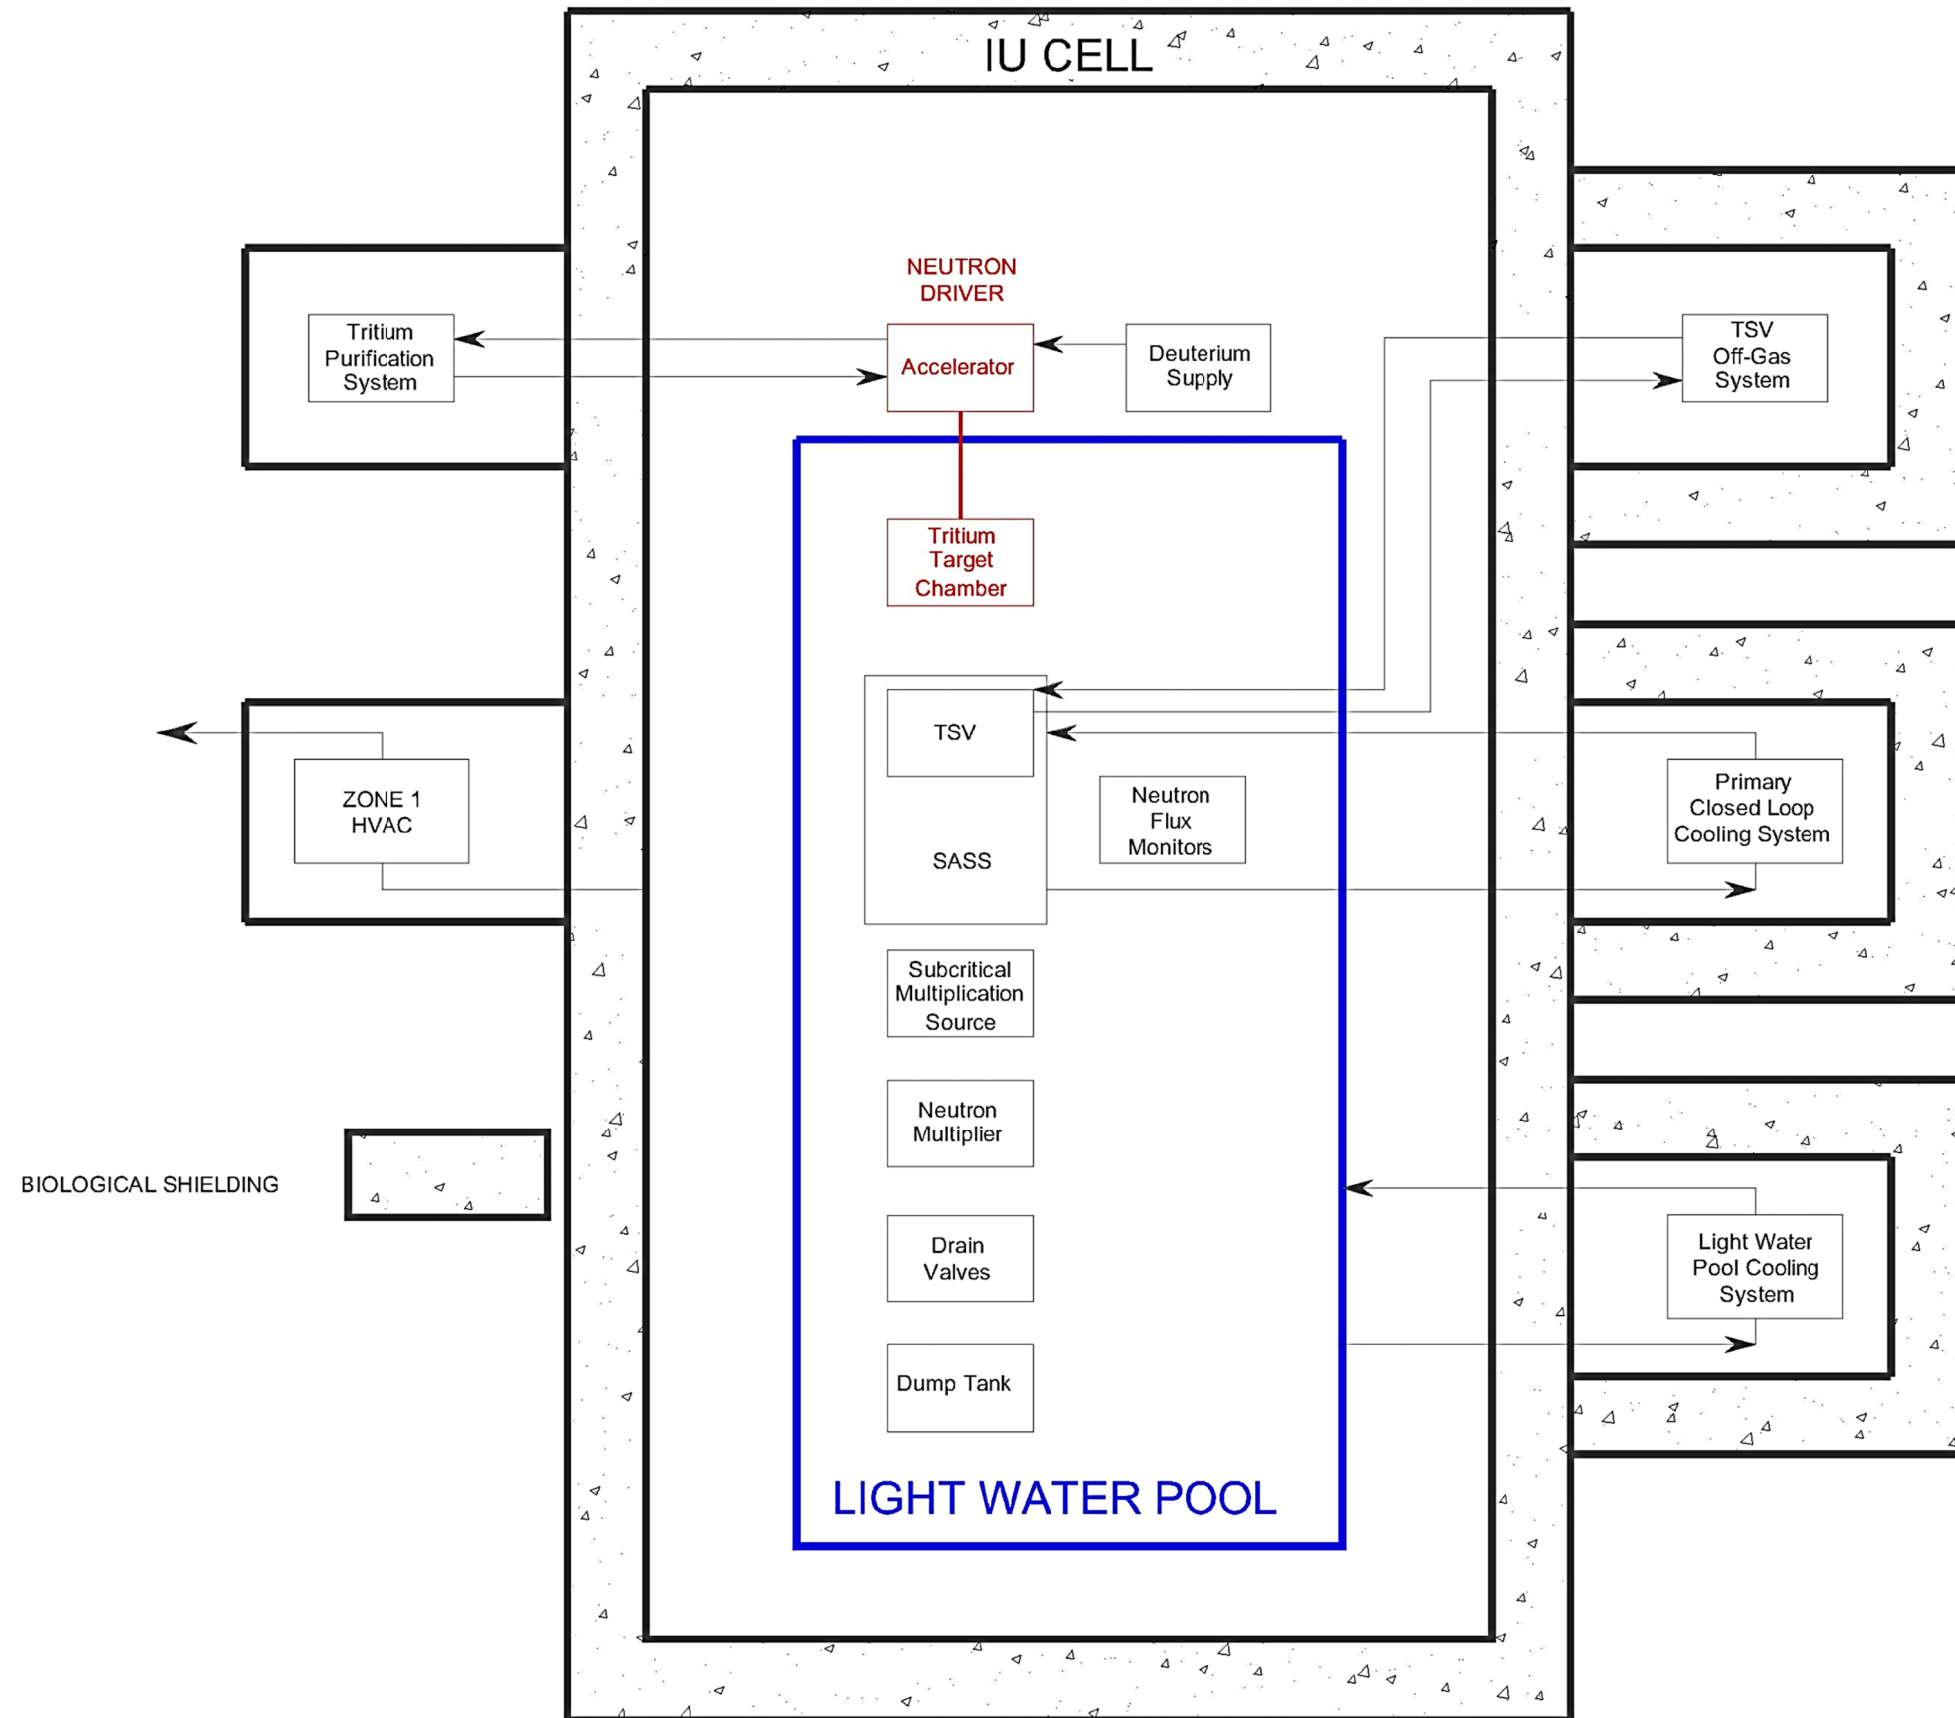 IU CELL
NEUTRON
DRIVER
Tritium
Purification
System
Accelerator
Deuterium
Supply
TSV
Off-Gas
System
Tritium
Target
Chamber
TSV
SASS
Neutron
Flux
Monitors
ZONE 1
HVAC
Primary
Closed Loop
Cooling System
Subcritical
Multiplication
Source
Neutron
Multiplier
BIOLOGICAL SHIELDING
Drain
Valves
Light Water
Pool Cooling
System
Dump Tank
LIGHT WATER POOL